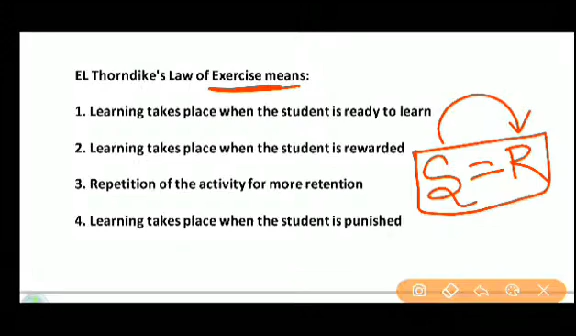 EL Thorndike's Law of Exercise means:
1. Learning takes place when the student is ready to learn
2. Learning takes place when the student is rewarded
3. Repetition of the activity for more retention
4. Learning takes place when the student is punished
S = R